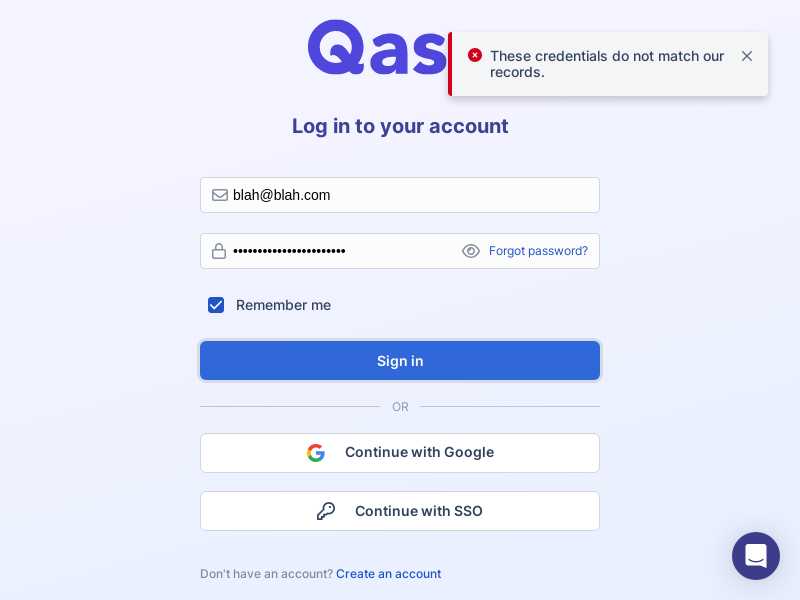 Qas
These credentials do not match our
records.
Log in to your account
blah@blah.com
•••••••••••••••••••••••
Forgot password?
Remember me
Sign in
OR
Continue with Google
Continue with SSO
Don't have an account? Create an account